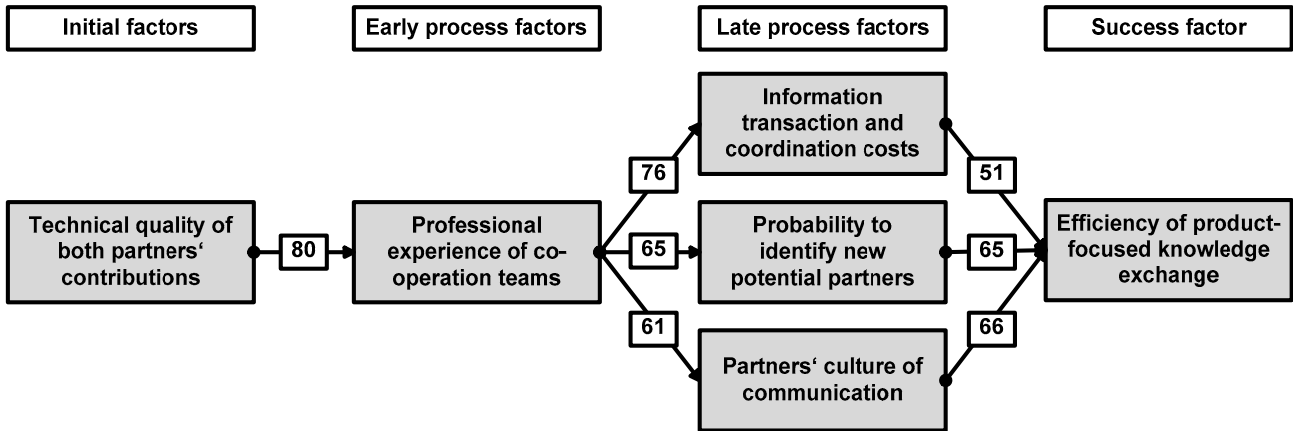 Initial factors
Early process factors
Late process factors
Success factor
Technical quality of
both partners‘
contributions
80
Professional
experience of co-
operation teams
76
65
61
Information
transaction and
coordination costs
Probability to
identify new
potential partners
Partners‘ culture of
communication
51
65
66
Efficiency of product-
focused knowledge
exchange